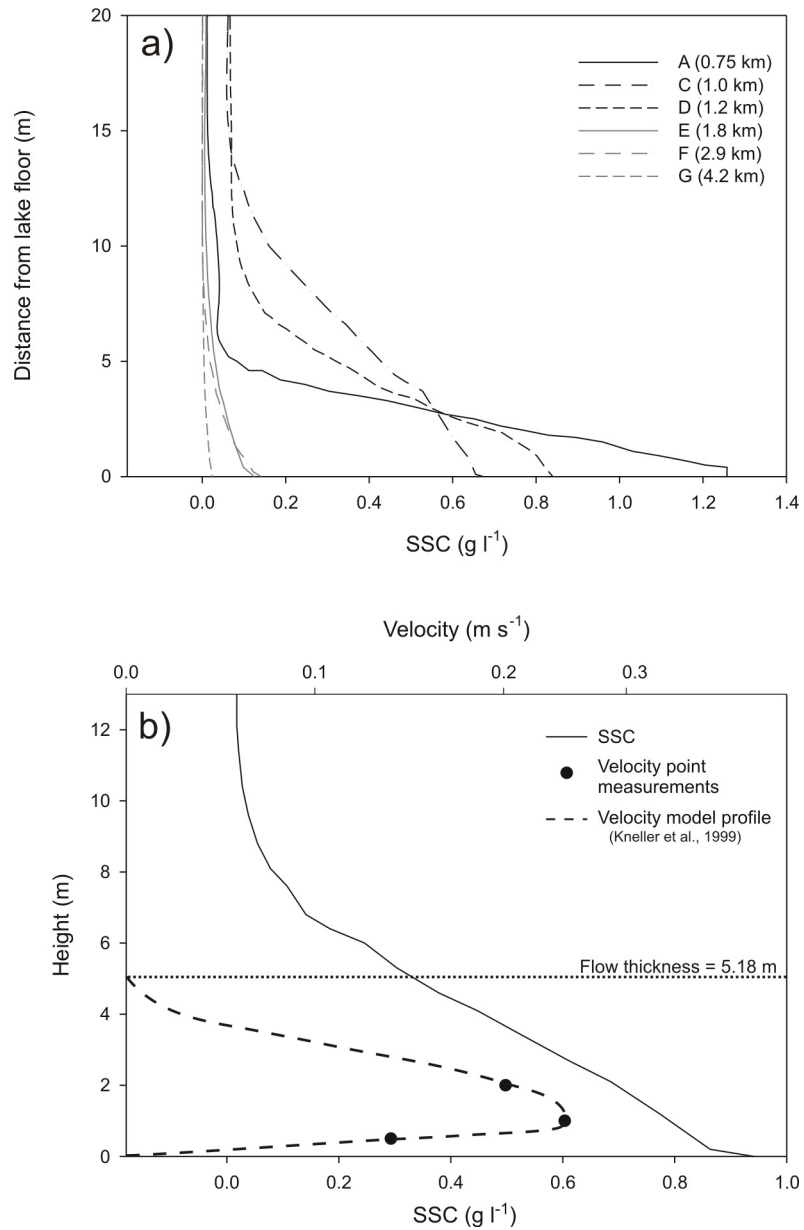 a)
20
15
10
5
0
Distance from lake floor (m)
A (0.75 km)
C (1.0 km)
D (1.2 km)
E (1.8 km)
F (2.9 km)
G (4.2 km)
0.0 0.2 0.4 0.6 0.8 1.0 1.2 1.4
SSC (g l⁻¹)
Velocity (m s⁻¹)
0.0 0.1 0.2 0.3
b)
12
10
8
6
4
2
0
Height (m)
SSC
Velocity point
measurements
Velocity model profile
(Kneller et al., 1999)
Flow thickness = 5.18 m
0.0 0.2 0.4 0.6 0.8 1.0
SSC (g l⁻¹)